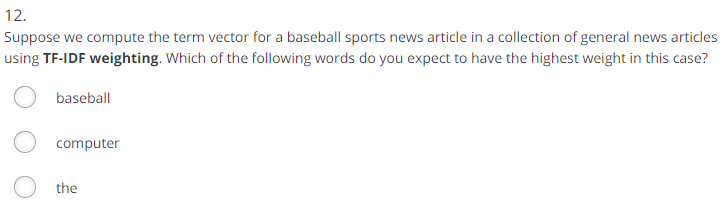 12.
Suppose we compute the term vector for a baseball sports news article in a collection of general news articles
using TF-IDF weighting. Which of the following words do you expect to have the highest weight in this case?
baseball
computer
the